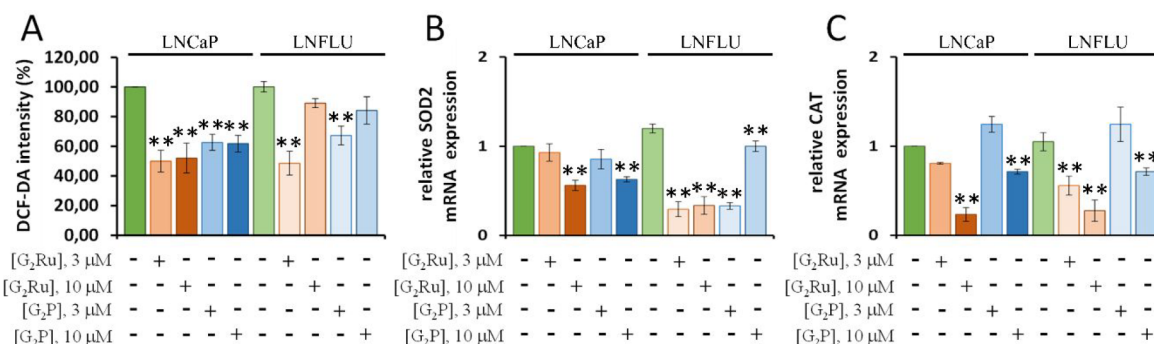 A
LNCaP LNFLU
DCF-DA intensity (%)
120,00
100,00
80,00
60,00
40,00
20,00
0,00
** ** ** ** ** **
[G₂Ru], 3 µM - + - - - - + - - -
[G₂Ru], 10 µM - - + - - - - + - -
[G₂P], 3 µM - - - + - - - - + -
[G₂P], 10 µM - - - - + - - - - +
B
LNCaP LNFLU
relative SOD2
mRNA expression
2
1
0
** ** ** ** ** **
[G₂Ru], 3 µM - + - - - - + - - -
[G₂Ru], 10 µM - - + - - - - + - -
[G₂P], 3 µM - - - + - - - - + -
[G₂P], 10 µM - - - - + - - - - +
C
LNCaP LNFLU
relative CAT
mRNA expression
2
1
0
** ** ** ** **
[G₂Ru], 3 µM - + - - - - + - - -
[G₂Ru], 10 µM - - + - - - - + - -
[G₂P], 3 µM - - - + - - - - + -
[G₂P], 10 µM - - - - + - - - - +